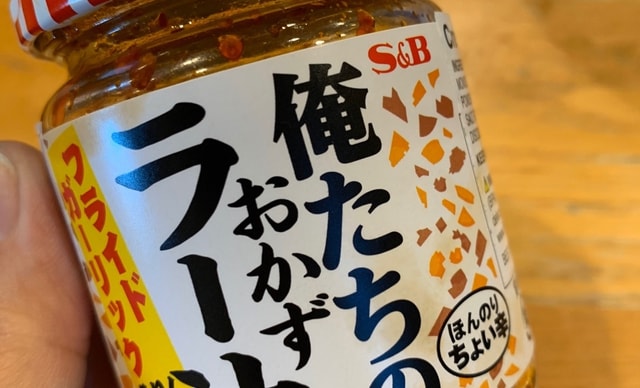 S&B
俺たちの
おかず
ラー
フライド
ガーリック
ほんのり
ちょい辛